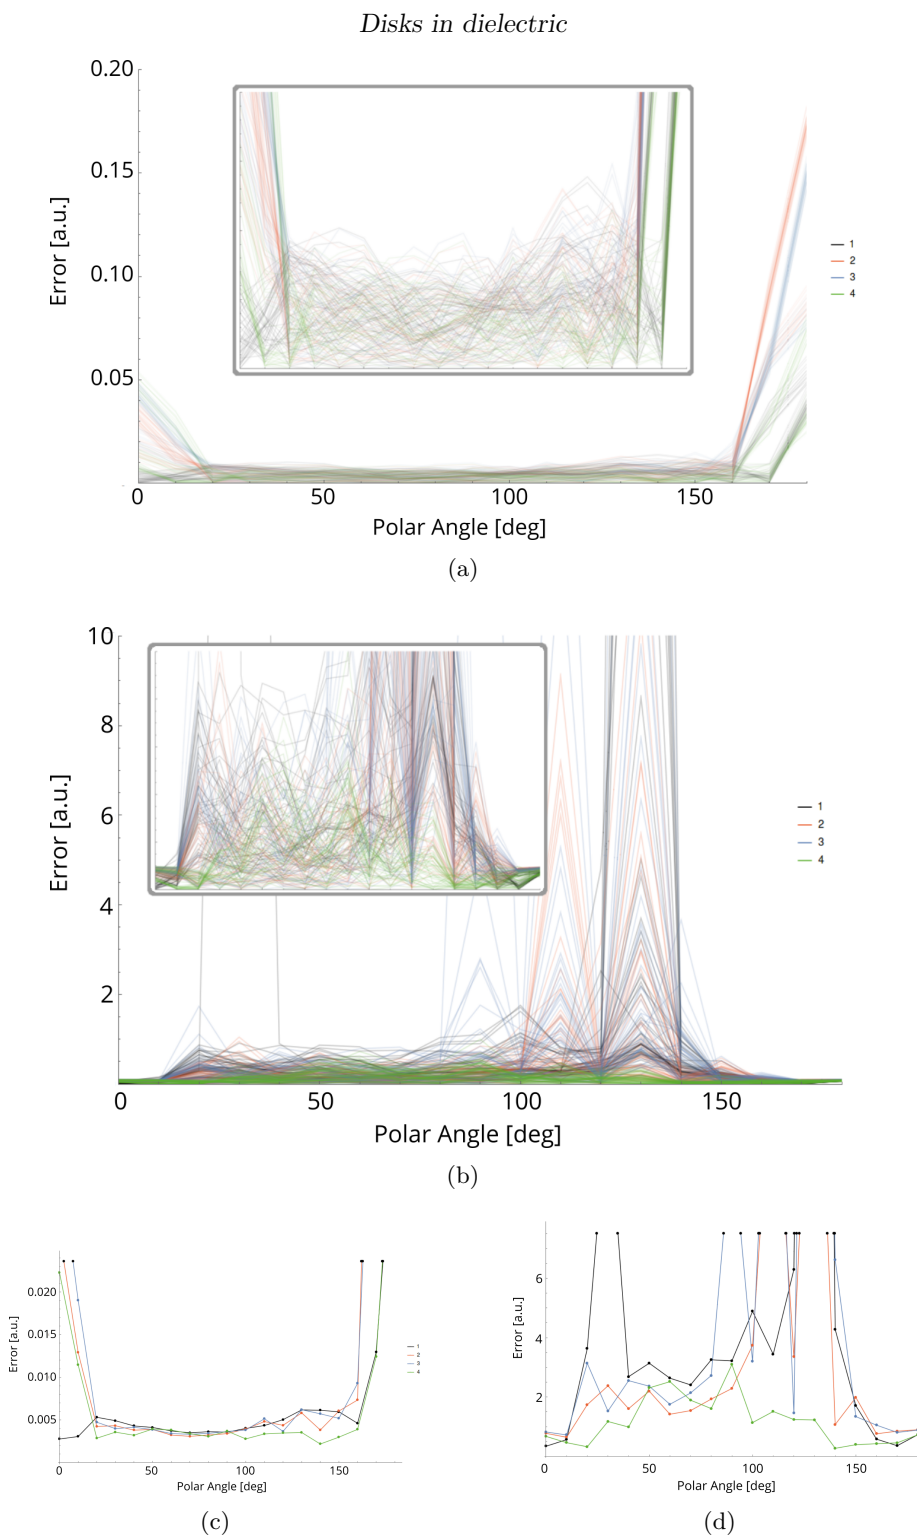 Disks in dielectric
0.20
0.15
0.10
0.05
Error [a.u.]
1
2
3
4
0 50 100 150
Polar Angle [deg]
(a)
10
8
6
4
2
Error [a.u.]
1
2
3
4
0 50 100 150
Polar Angle [deg]
(b)
0.020
0.015
0.010
0.005
Error [a.u.]
1
2
3
4
0 50 100 150
Polar Angle [deg]
(c)
6
4
2
Error [a.u.]
0 50 100 150
Polar Angle [deg]
(d)